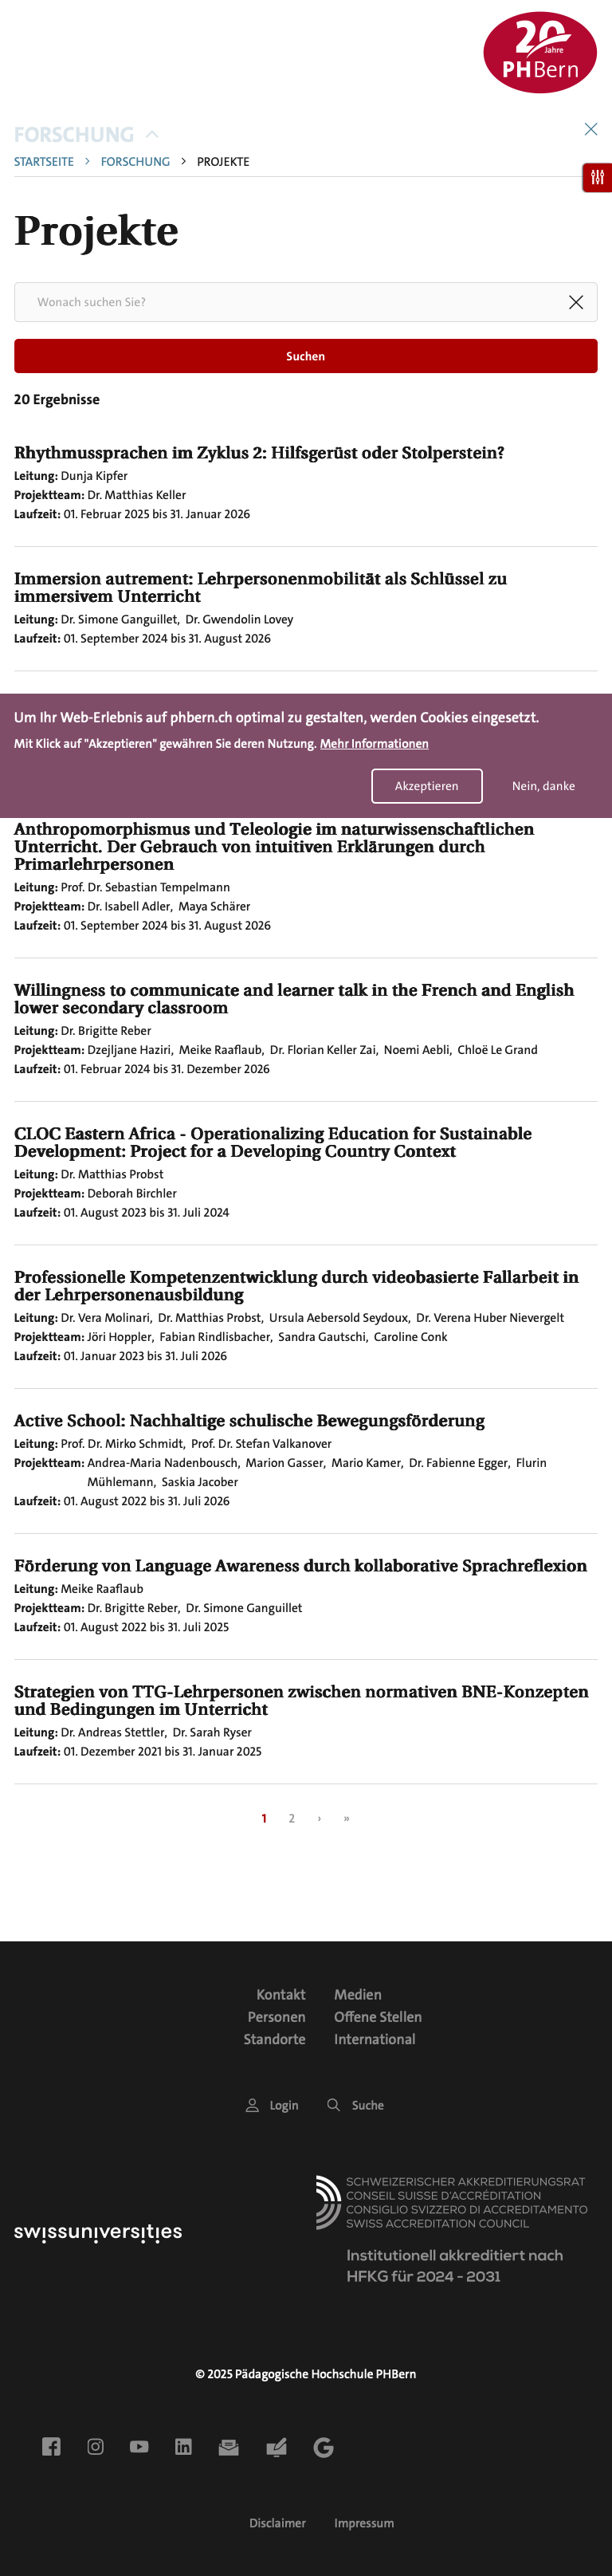 20
Jahre
PHBern
FORSCHUNG
STARTSEITE > FORSCHUNG > PROJEKTE
Projekte
Wonach suchen Sie?
Suchen
20 Ergebnisse
Rhythmussprachen im Zyklus 2: Hilfsgerüst oder Stolperstein?
Leitung: Dunja Kipfer
Projektteam: Dr. Matthias Keller
Laufzeit: 01. Februar 2025 bis 31. Januar 2026
Immersion autrement: Lehrpersonenmobilität als Schlüssel zu
immersivem Unterricht
Leitung: Dr. Simone Ganguillet, Dr. Gwendolin Lovey
Laufzeit: 01. September 2024 bis 31. August 2026
Um Ihr Web-Erlebnis auf phbern.ch optimal zu gestalten, werden Cookies eingesetzt.
Mit Klick auf "Akzeptieren" gewähren Sie deren Nutzung. Mehr Informationen
Akzeptieren Nein, danke
Anthropomorphismus und Teleologie im naturwissenschaftlichen
Unterricht. Der Gebrauch von intuitiven Erklärungen durch
Primarlehrpersonen
Leitung: Prof. Dr. Sebastian Tempelmann
Projektteam: Dr. Isabell Adler, Maya Schärer
Laufzeit: 01. September 2024 bis 31. August 2026
Willingness to communicate and learner talk in the French and English
lower secondary classroom
Leitung: Dr. Brigitte Reber
Projektteam: Dzejljane Haziri, Meike Raaflaub, Dr. Florian Keller Zai, Noemi Aebli, Chloë Le Grand
Laufzeit: 01. Februar 2024 bis 31. Dezember 2026
CLOC Eastern Africa - Operationalizing Education for Sustainable
Development: Project for a Developing Country Context
Leitung: Dr. Matthias Probst
Projektteam: Deborah Birchler
Laufzeit: 01. August 2023 bis 31. Juli 2024
Professionelle Kompetenzentwicklung durch videobasierte Fallarbeit in
der Lehrpersonenausbildung
Leitung: Dr. Vera Molinari, Dr. Matthias Probst, Ursula Aebersold Seydoux, Dr. Verena Huber Nievergelt
Projektteam: Jöri Hoppler, Fabian Rindlisbacher, Sandra Gautschi, Caroline Conk
Laufzeit: 01. Januar 2023 bis 31. Juli 2026
Active School: Nachhaltige schulische Bewegungsförderung
Leitung: Prof. Dr. Mirko Schmidt, Prof. Dr. Stefan Valkanover
Projektteam: Andrea-Maria Nadenbousch, Marion Gasser, Mario Kamer, Dr. Fabienne Egger, Flurin
Mühlemann, Saskia Jacober
Laufzeit: 01. August 2022 bis 31. Juli 2026
Förderung von Language Awareness durch kollaborative Sprachreflexion
Leitung: Meike Raaflaub
Projektteam: Dr. Brigitte Reber, Dr. Simone Ganguillet
Laufzeit: 01. August 2022 bis 31. Juli 2025
Strategien von TTG-Lehrpersonen zwischen normativen BNE-Konzepten
und Bedingungen im Unterricht
Leitung: Dr. Andreas Stettler, Dr. Sarah Ryser
Laufzeit: 01. Dezember 2021 bis 31. Januar 2025
1 2 › »
Kontakt Medien
Personen Offene Stellen
Standorte International
Login Suche
SCHWEIZERISCHER AKKREDITIERUNGSRAT
CONSEIL SUISSE D'ACCRÉDITATION
CONSIGLIO SVIZZERO DI ACCREDITAMENTO
SWISS ACCREDITATION COUNCIL
swissuniversities
Institutionell akkreditiert nach
HFKG für 2024 - 2031
© 2025 Pädagogische Hochschule PHBern
Disclaimer Impressum